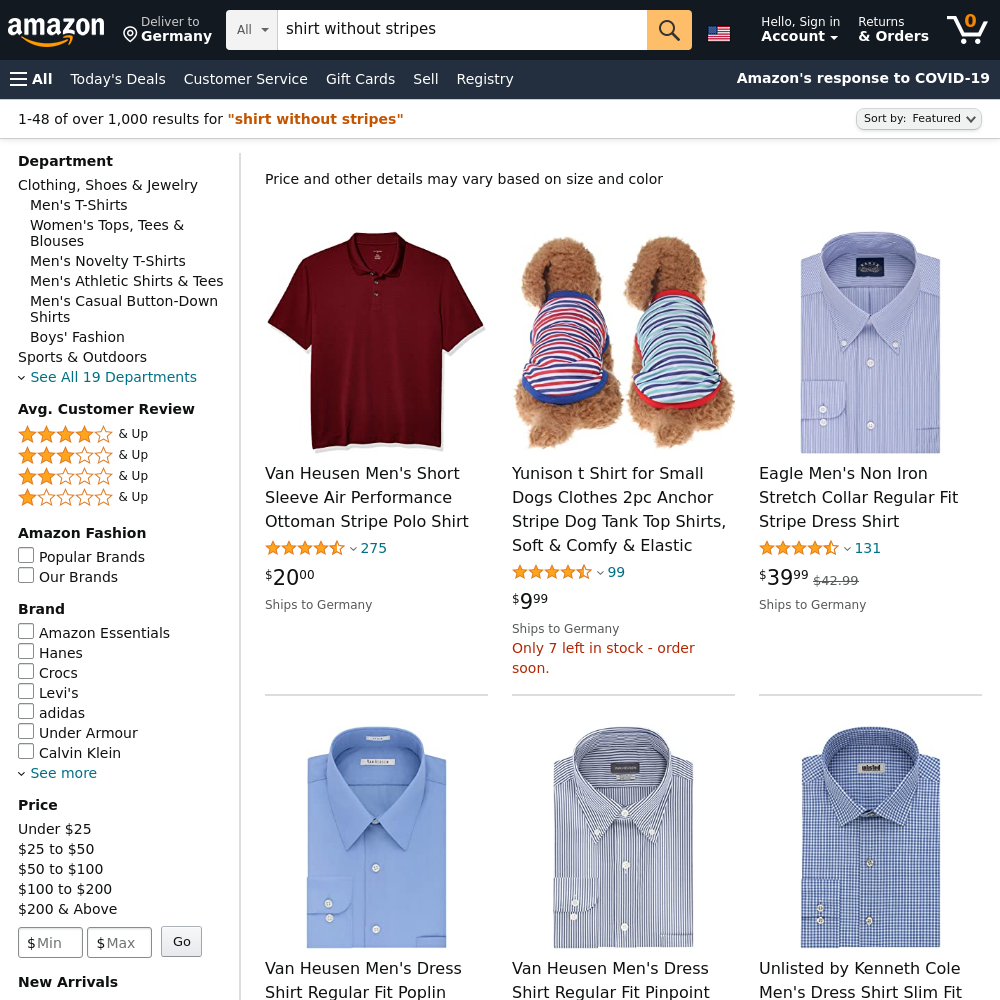 amazon
Deliver to
Germany
All
shirt without stripes
Hello, Sign in
Account
Returns
& Orders
0
All
Today's Deals
Customer Service
Gift Cards
Sell
Registry
Amazon's response to COVID-19
1-48 of over 1,000 results for "shirt without stripes"
Sort by: Featured
Department
Clothing, Shoes & Jewelry
Men's T-Shirts
Women's Tops, Tees &
Blouses
Men's Novelty T-Shirts
Men's Athletic Shirts & Tees
Men's Casual Button-Down
Shirts
Boys' Fashion
Sports & Outdoors
See All 19 Departments
Avg. Customer Review
& Up
& Up
& Up
& Up
Amazon Fashion
Popular Brands
Our Brands
Brand
Amazon Essentials
Hanes
Crocs
Levi's
adidas
Under Armour
Calvin Klein
See more
Price
Under $25
$25 to $50
$50 to $100
$100 to $200
$200 & Above
$Min
$Max
Go
New Arrivals
Price and other details may vary based on size and color
Van Heusen Men's Short
Sleeve Air Performance
Ottoman Stripe Polo Shirt
275
$2000
Ships to Germany
Yunison t Shirt for Small
Dogs Clothes 2pc Anchor
Stripe Dog Tank Top Shirts,
Soft & Comfy & Elastic
99
$999
Ships to Germany
Only 7 left in stock - order
soon.
Eagle Men's Non Iron
Stretch Collar Regular Fit
Stripe Dress Shirt
131
$3999 $42.99
Ships to Germany
Van Heusen Men's Dress
Shirt Regular Fit Poplin
Van Heusen Men's Dress
Shirt Regular Fit Pinpoint
Unlisted by Kenneth Cole
Men's Dress Shirt Slim Fit